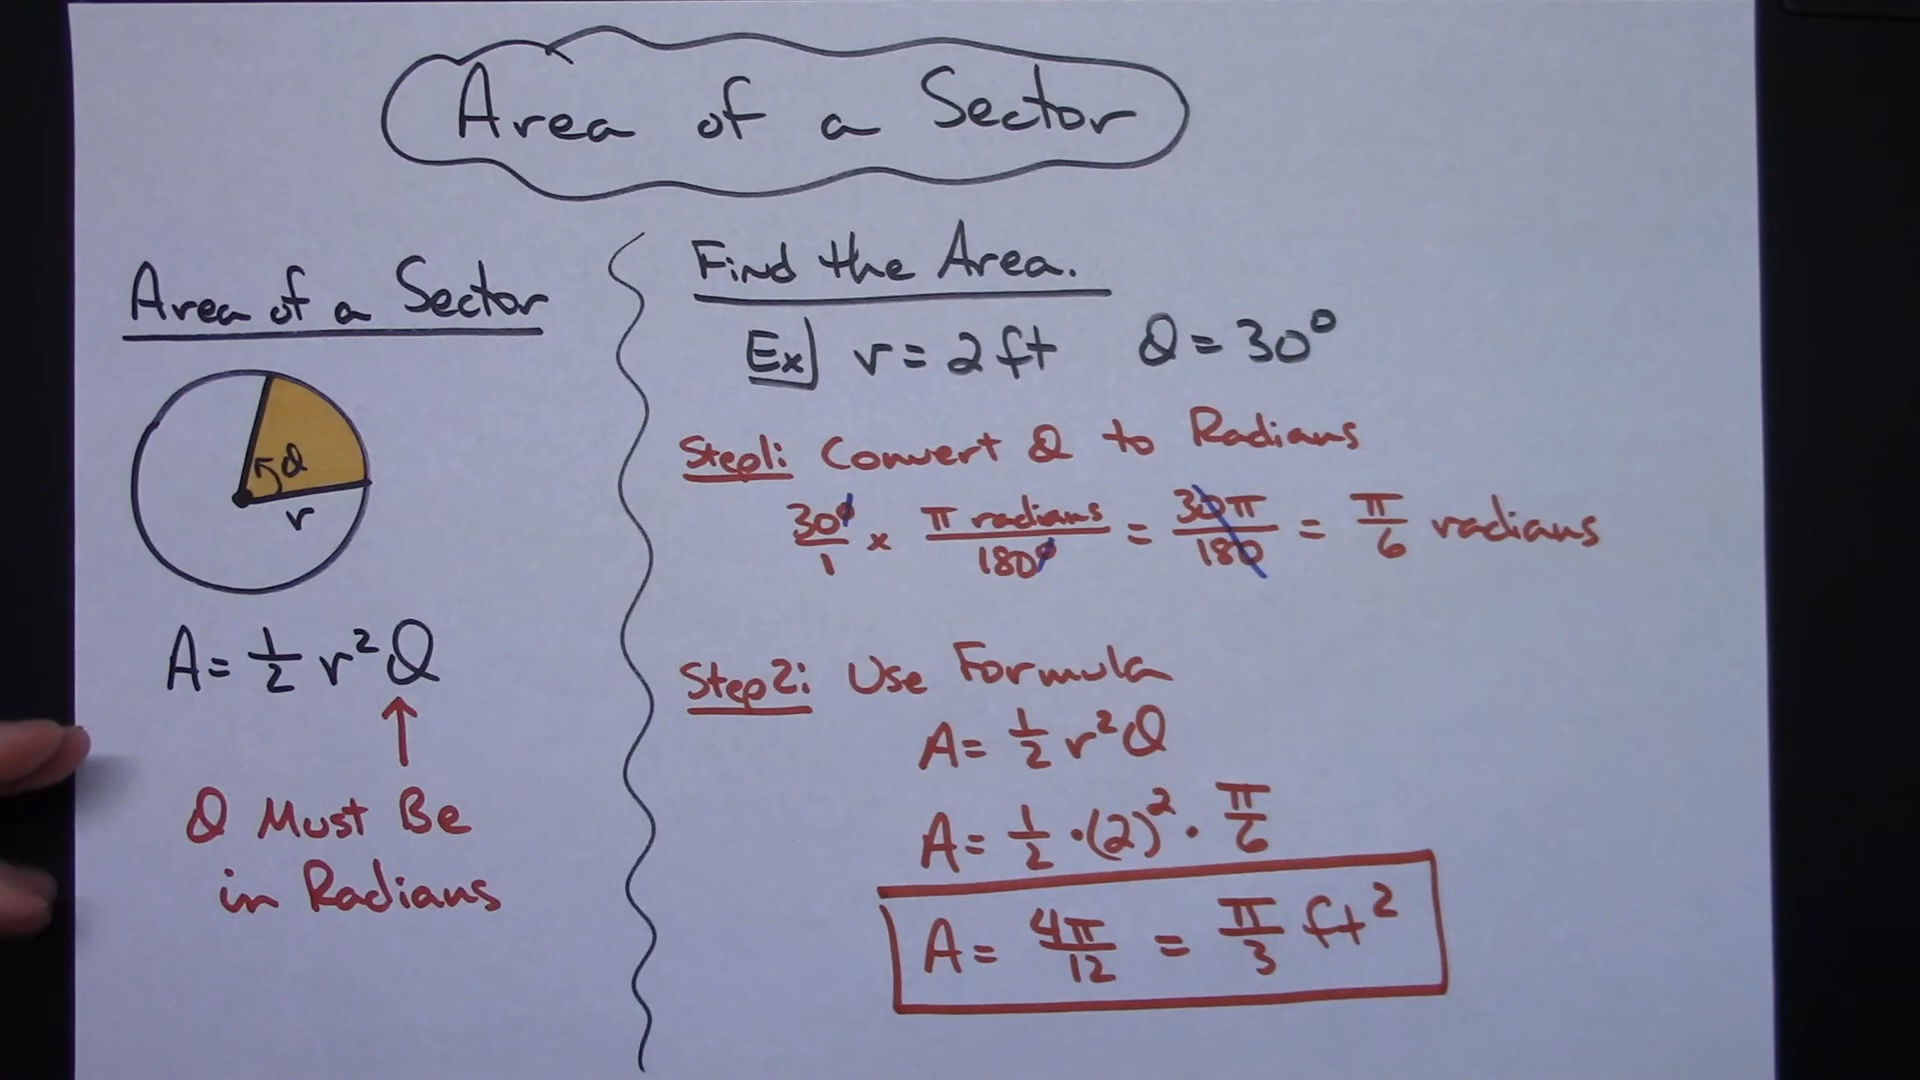 Area of a Sector
Area of a Sector
θ
r
A = 1/2 r² θ
θ Must Be
in Radians
Find the Area.
Ex) r = 2 ft θ = 30°
Step 1: Convert θ to Radians
30°/1 × π radians/180° = 30π/180 = π/6 radians
Step 2: Use Formula
A = 1/2 r² θ
A = 1/2 · (2)² · π/6
A = 4π/12 = π/3 ft²